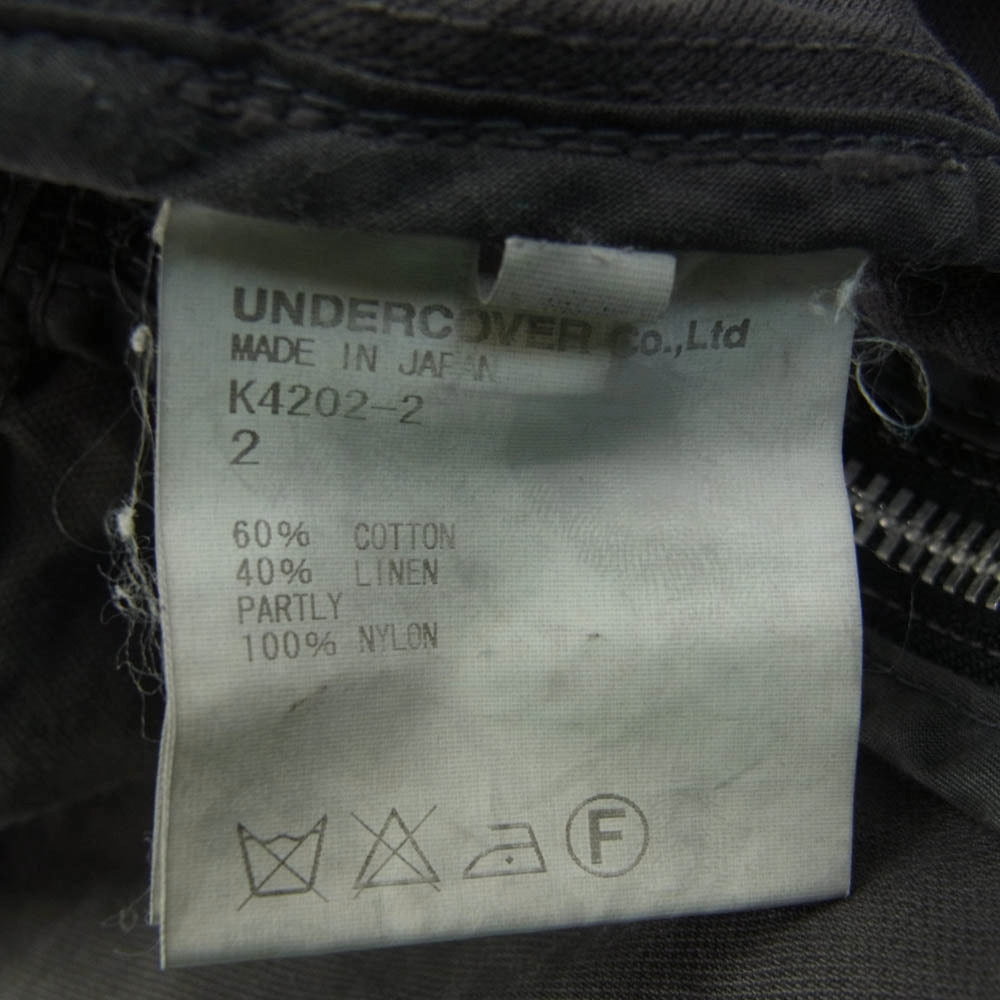 UNDERCOVER Co.,Ltd
MADE IN JAPAN
K4202-2
2
60% COTTON
40% LINEN
PARTLY
100% NYLON
F